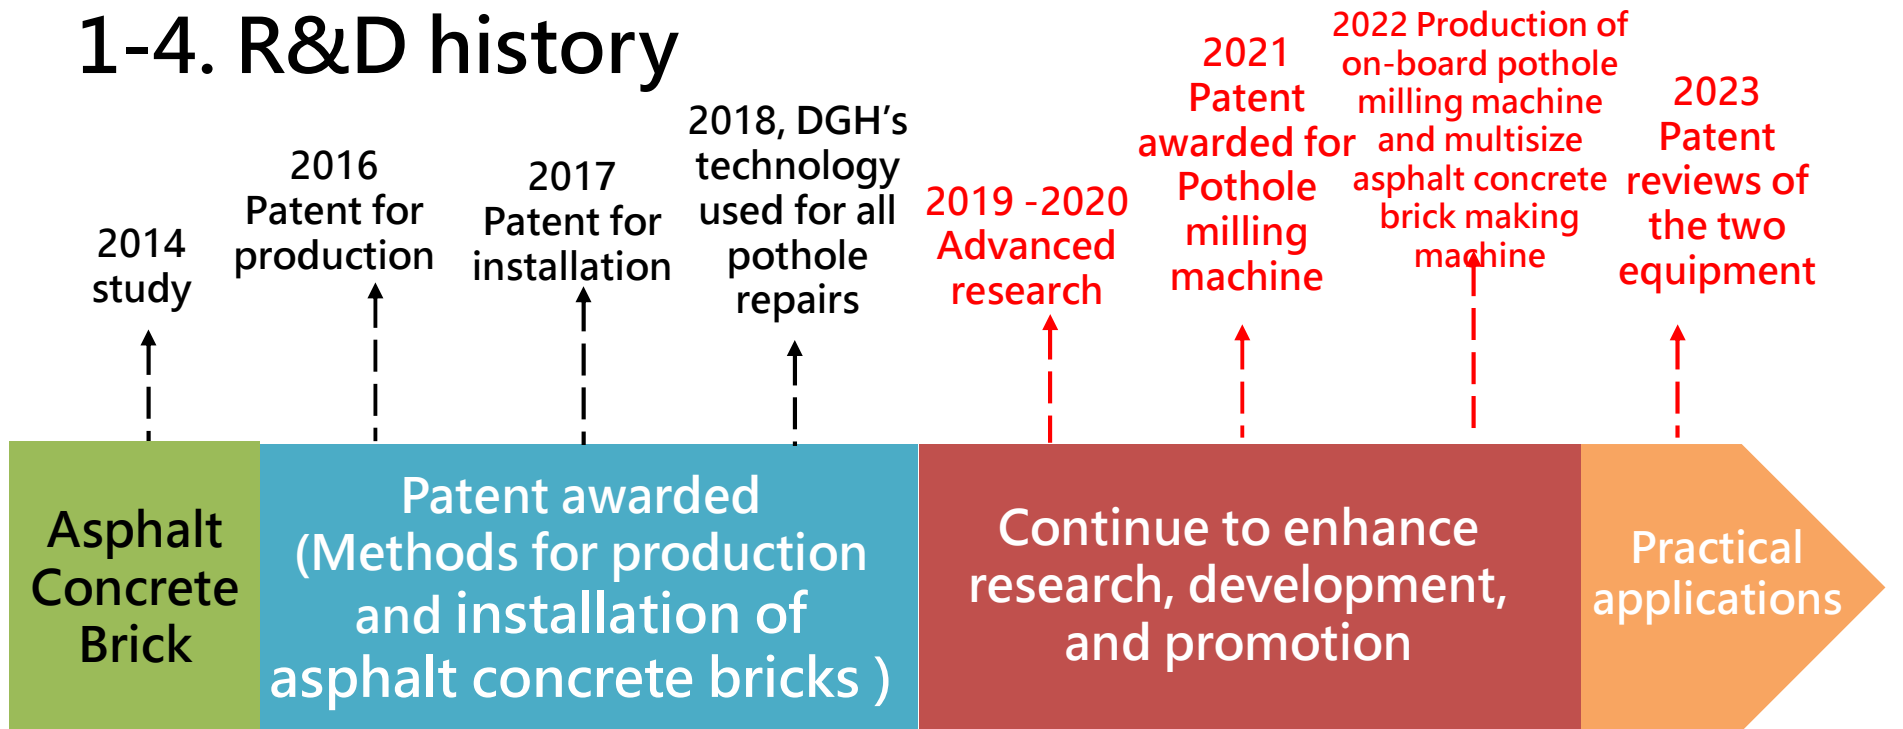 1-4. R&D history
2014
study
2016
Patent for
production
2017
Patent for
installation
2018, DGH's
technology
used for all
pothole
repairs
2019 -2020
Advanced
research
2021
Patent
awarded for
Pothole
milling
machine
2022 Production of
on-board pothole
milling machine
and multisize
asphalt concrete
brick making
machine
2023
Patent
reviews of
the two
equipment
Asphalt
Concrete
Brick
Patent awarded
(Methods for production
and installation of
asphalt concrete bricks )
Continue to enhance
research, development,
and promotion
Practical
applications